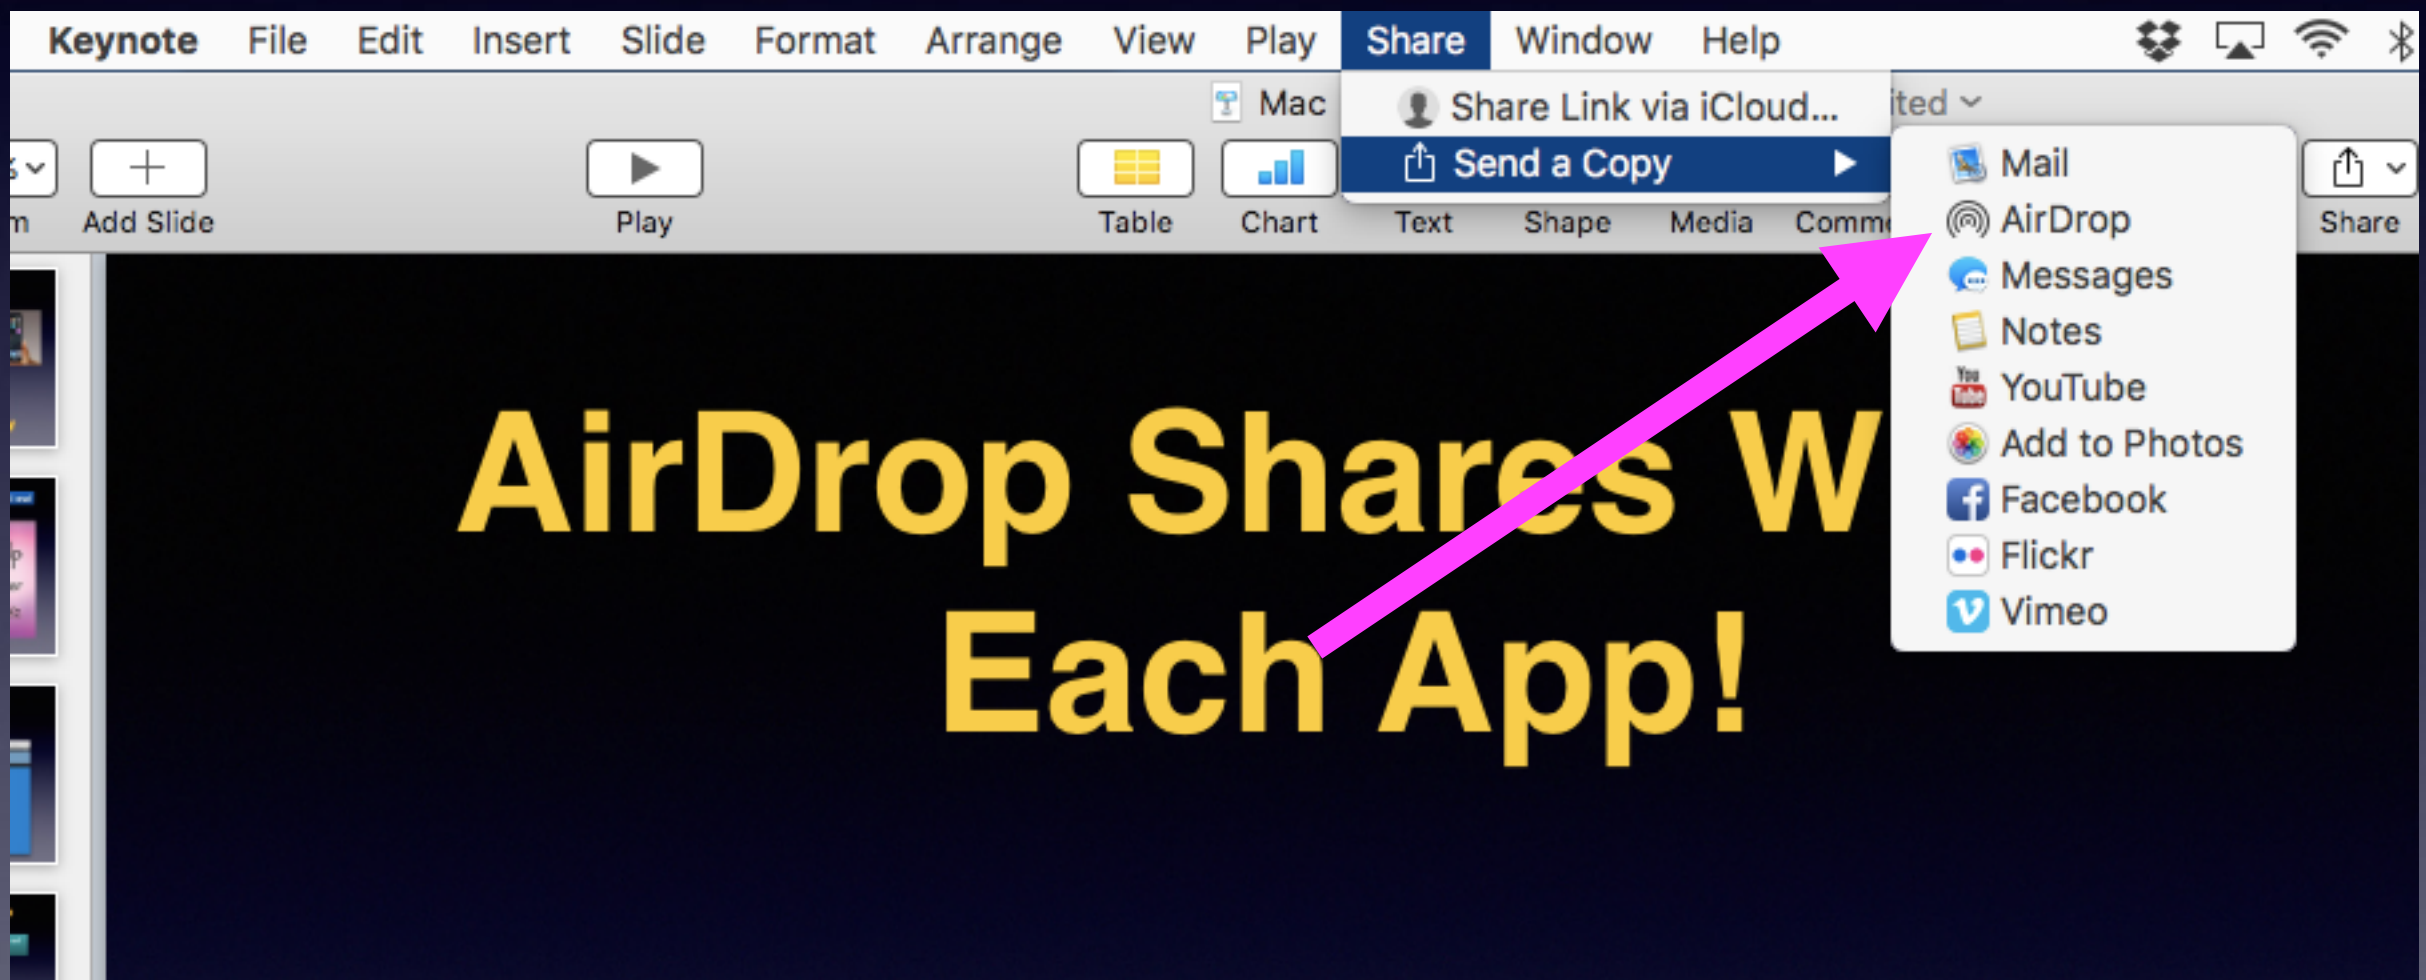 Keynote File Edit Insert Slide Format Arrange View Play Share Window Help
Mac
Share Link via iCloud...
Send a Copy
Mail
AirDrop
Messages
Notes
YouTube
Add to Photos
Facebook
Flickr
Vimeo
Add Slide Play Table Chart Text Shape Media Share
AirDrop Shares
Each App!